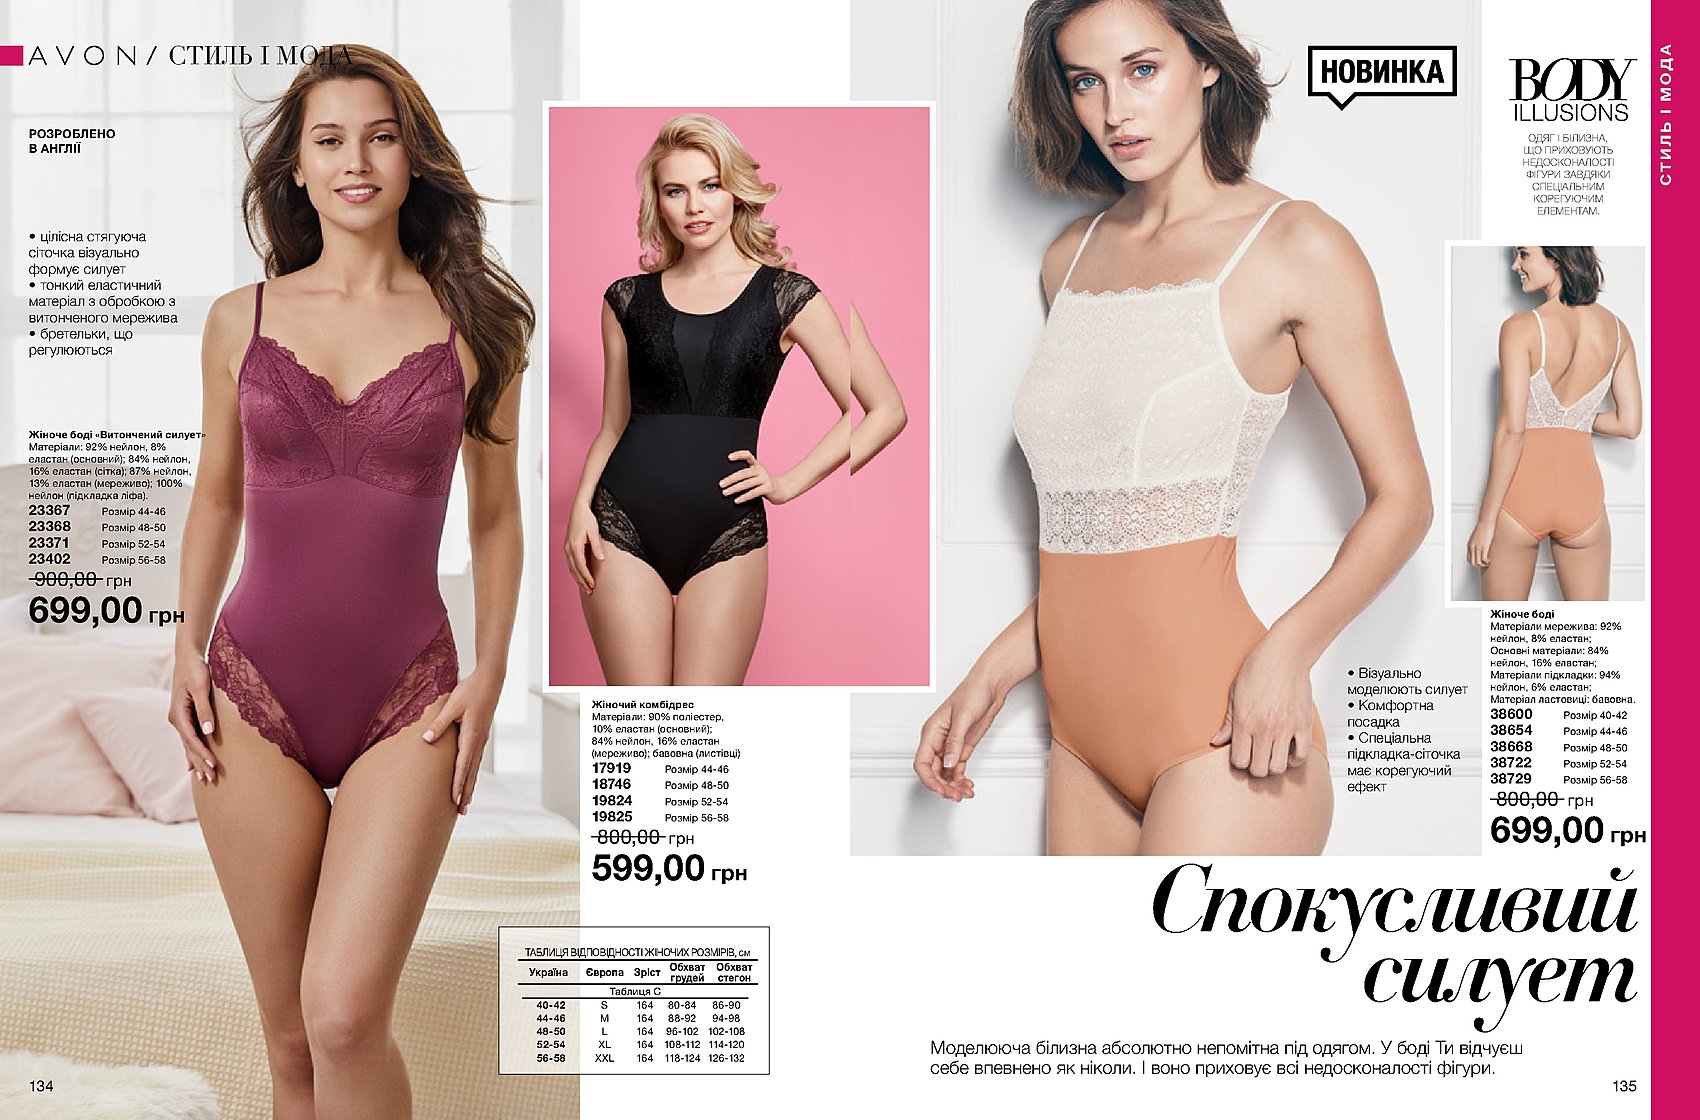 AVON / СТИЛЬ І МОДА
РОЗРОБЛЕНО
В АНГЛІЇ
• цілісна стягуюча
сіточка візуально
формує силует
• тонкий еластичний
матеріал з обробкою з
витонченого мережива
• бретельки, що
регулюються
Жіноче боді «Витончений силует»
Матеріали: 92% нейлон, 8%
еластан (основний); 84% нейлон,
16% еластан (сітка); 87% нейлон,
13% еластан (мереживо); 100%
нейлон (підкладка ліфа).
23367 Розмір 44-46
23368 Розмір 48-50
23371 Розмір 52-54
23402 Розмір 56-58
900,00 грн
699,00 грн
Жіночий комбідрес
Матеріали: 90% поліестер,
10% еластан (основний);
84% нейлон, 16% еластан
(мереживо); бавовна (листівці)
17919 Розмір 44-46
18746 Розмір 48-50
19824 Розмір 52-54
19825 Розмір 56-58
800,00 грн
599,00 грн
ТАБЛИЦЯ ВІДПОВІДНОСТІ ЖІНОЧИХ РОЗМІРІВ, см
Україна Європа Зріст Обхват грудей Обхват стегон
Таблиця С
40-42 S 164 80-84 86-90
44-46 M 164 88-92 94-98
48-50 L 164 96-102 102-108
52-54 XL 164 108-112 114-120
56-58 XXL 164 118-124 126-132
134
НОВИНКА
BODY
ILLUSIONS
ОДЯГ І БІЛИЗНА,
ЩО ПРИХОВУЮТЬ
НЕДОСКОНАЛОСТІ
ФІГУРИ ЗАВДЯКИ
СПЕЦІАЛЬНИМ
КОРЕГУЮЧИМ
ЕЛЕМЕНТАМ.
СТИЛЬ І МОДА
• Візуально
моделюють силует
• Комфортна
посадка
• Спеціальна
підкладка-сіточка
має корегуючий
ефект
Жіноче боді
Матеріали мережива: 92%
нейлон, 8% еластан;
Основні матеріали: 84%
нейлон, 16% еластан;
Матеріали підкладки: 94%
нейлон, 6% еластан;
Матеріал ластовиці: бавовна.
38600 Розмір 40-42
38654 Розмір 44-46
38668 Розмір 48-50
38722 Розмір 52-54
38729 Розмір 56-58
800,00 грн
699,00 грн
Спокусливий
силует
Моделююча білизна абсолютно непомітна під одягом. У боді Ти відчуєш
себе впевнено як ніколи. І воно приховує всі недосконалості фігури.
135